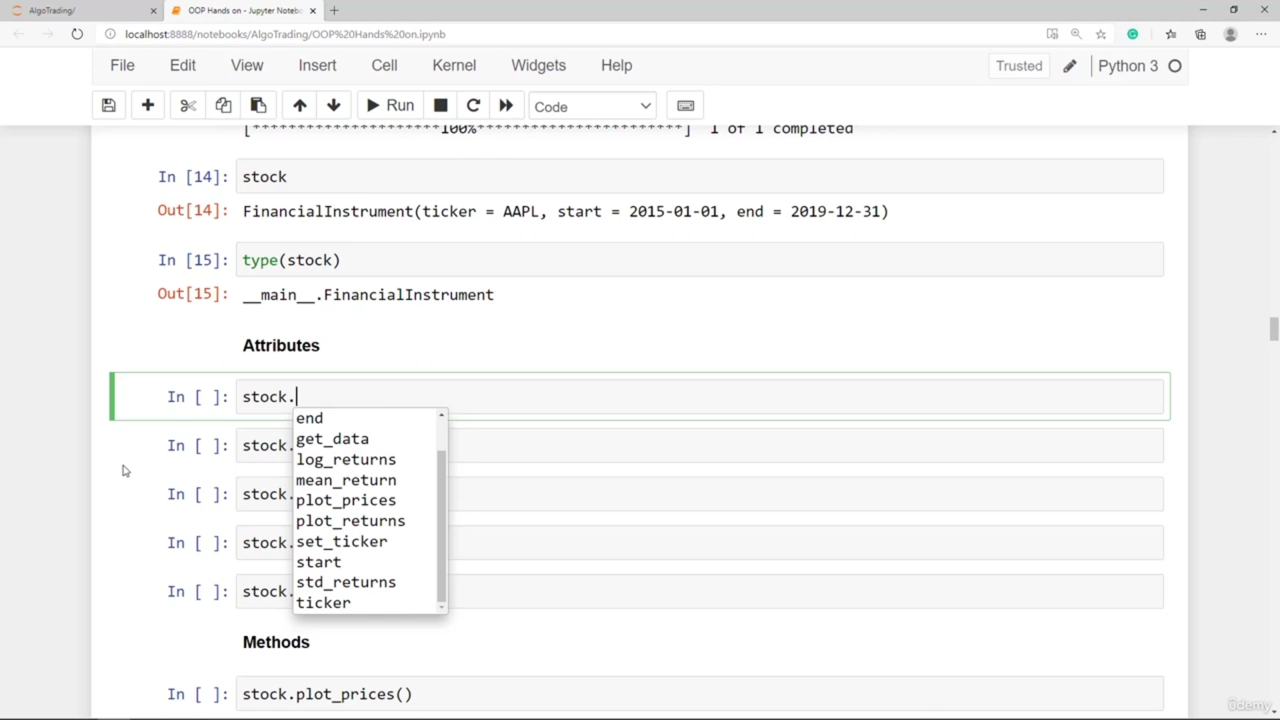 AlgoTrading/
OOP Hands on - Jupyter Notebo
localhost:8888/notebooks/AlgoTrading/OOP%20Hands%20on.ipynb
File Edit View Insert Cell Kernel Widgets Help Trusted Python 3
Run Code
[*********************100%***********************] 1 of 1 completed
In [14]: stock
Out[14]: FinancialInstrument(ticker = AAPL, start = 2015-01-01, end = 2019-12-31)
In [15]: type(stock)
Out[15]: __main__.FinancialInstrument
Attributes
In [ ]: stock.
end
get_data
In [ ]: stock.
log_returns
mean_return
In [ ]: stock.
plot_prices
plot_returns
In [ ]: stock.
set_ticker
start
In [ ]: stock.
std_returns
ticker
Methods
In [ ]: stock.plot_prices()
ûdemy